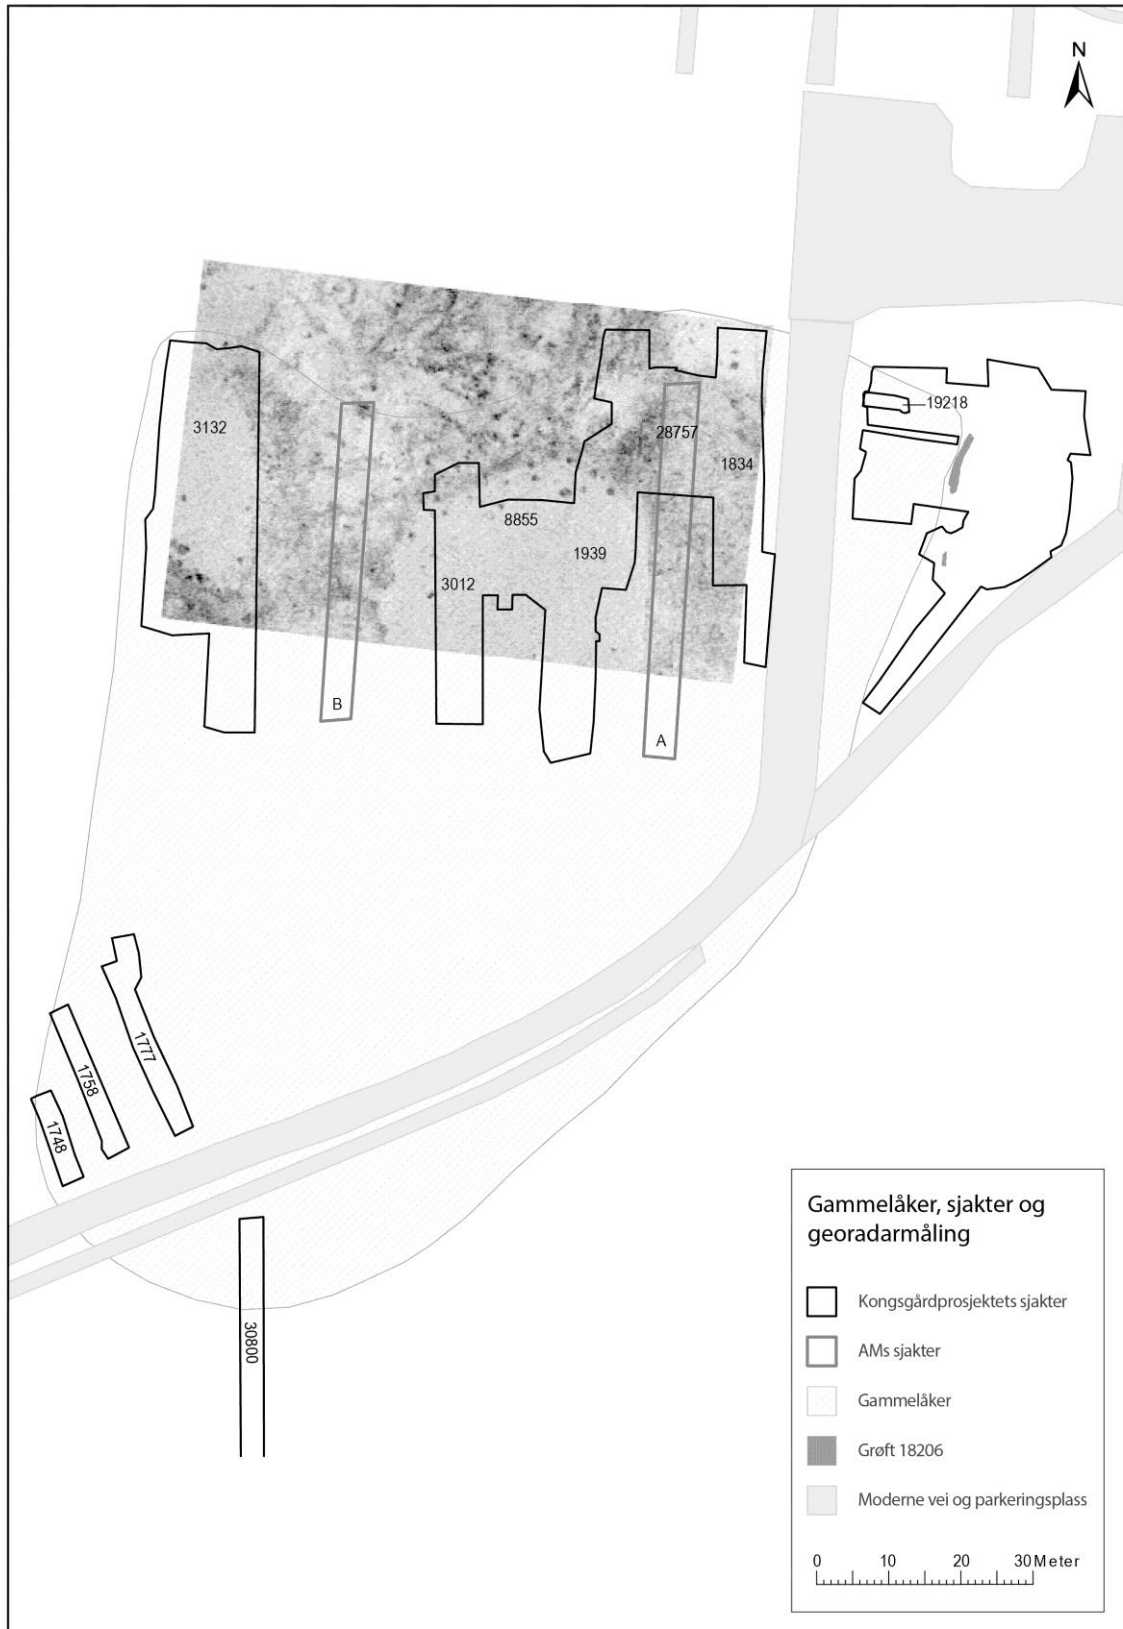 N
19218
3132
28757
1834
8855
1939
3012
B
A
1777
1758
1748
30800
Gammelåker, sjakter og
georadarmåling
Kongsgårdprosjektets sjakter
AMs sjakter
Gammelåker
Grøft 18206
Moderne vei og parkeringsplass
0 10 20 30 Meter